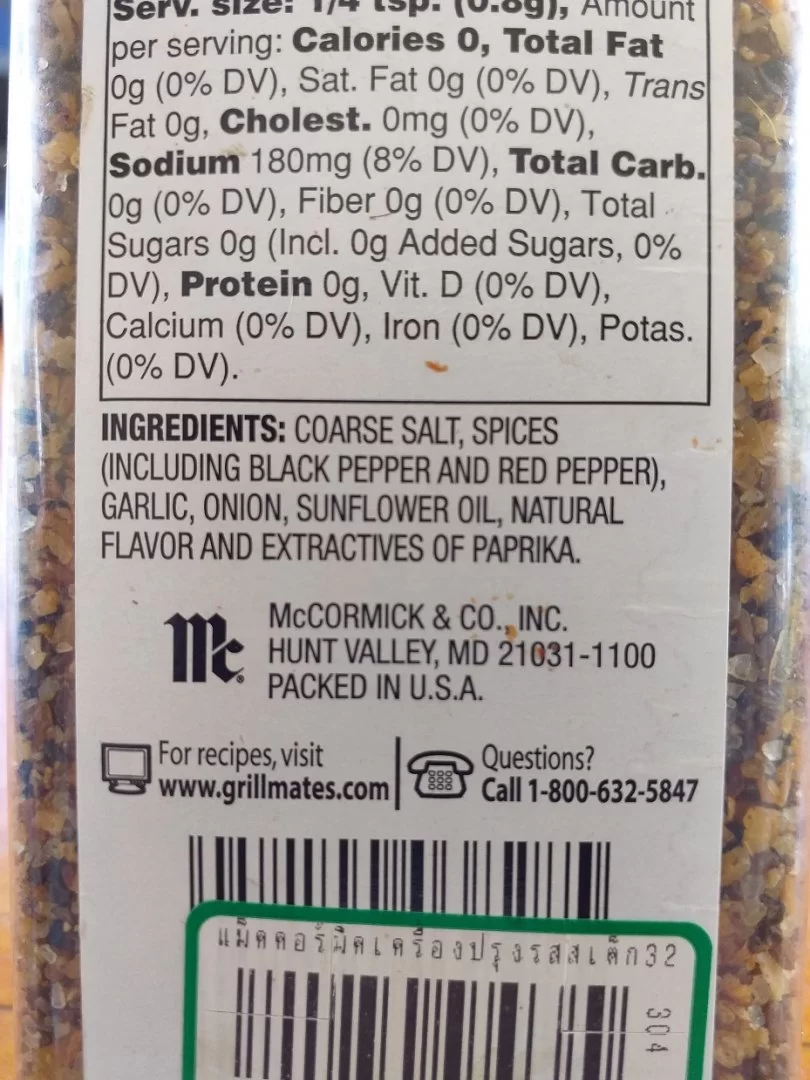 Serv. size: 1/4 tsp. (0.8g), Amount
per serving: Calories 0, Total Fat
0g (0% DV), Sat. Fat 0g (0% DV), Trans
Fat 0g, Cholest. 0mg (0% DV),
Sodium 180mg (8% DV), Total Carb.
0g (0% DV), Fiber 0g (0% DV), Total
Sugars 0g (Incl. 0g Added Sugars, 0%
DV), Protein 0g, Vit. D (0% DV),
Calcium (0% DV), Iron (0% DV), Potas.
(0% DV).
INGREDIENTS: COARSE SALT, SPICES
(INCLUDING BLACK PEPPER AND RED PEPPER),
GARLIC, ONION, SUNFLOWER OIL, NATURAL
FLAVOR AND EXTRACTIVES OF PAPRIKA.
Mc
McCORMICK & CO., INC.
HUNT VALLEY, MD 21031-1100
PACKED IN U.S.A.
For recipes, visit
www.grillmates.com
Questions?
Call 1-800-632-5847
แม็คคอร์มิคเครื่องปรุงรสสเต็ก32
304